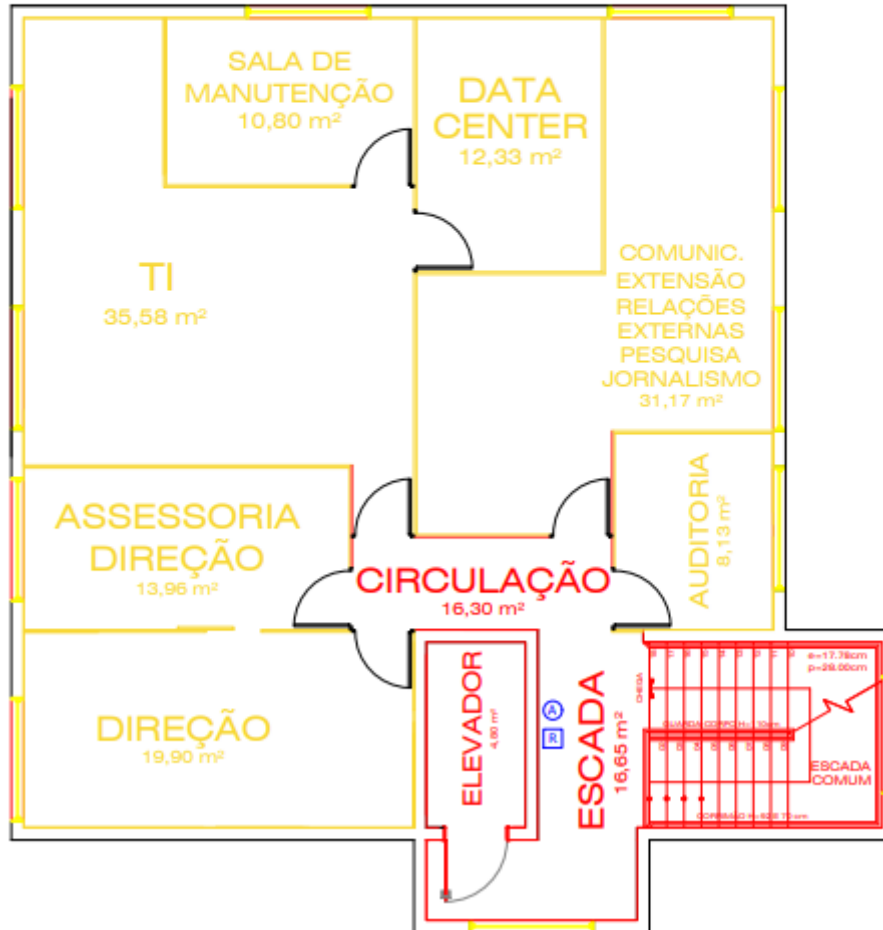 SALA DE
MANUTENÇÃO
10,80 m²
DATA
CENTER
12,33 m²
TI
35,58 m²
COMUNIC.
EXTENSÃO
RELAÇÕES
EXTERNAS
PESQUISA
JORNALISMO
31,17 m²
ASSESSORIA
DIREÇÃO
13,96 m²
AUDITORIA
8,13 m²
CIRCULAÇÃO
16,30 m²
DIREÇÃO
19,90 m²
ELEVADOR
4,80 m²
A
R
ESCADA
16,65 m²
CHEGA
e=17.78cm
p=28.00cm
ESCADA
COMUM